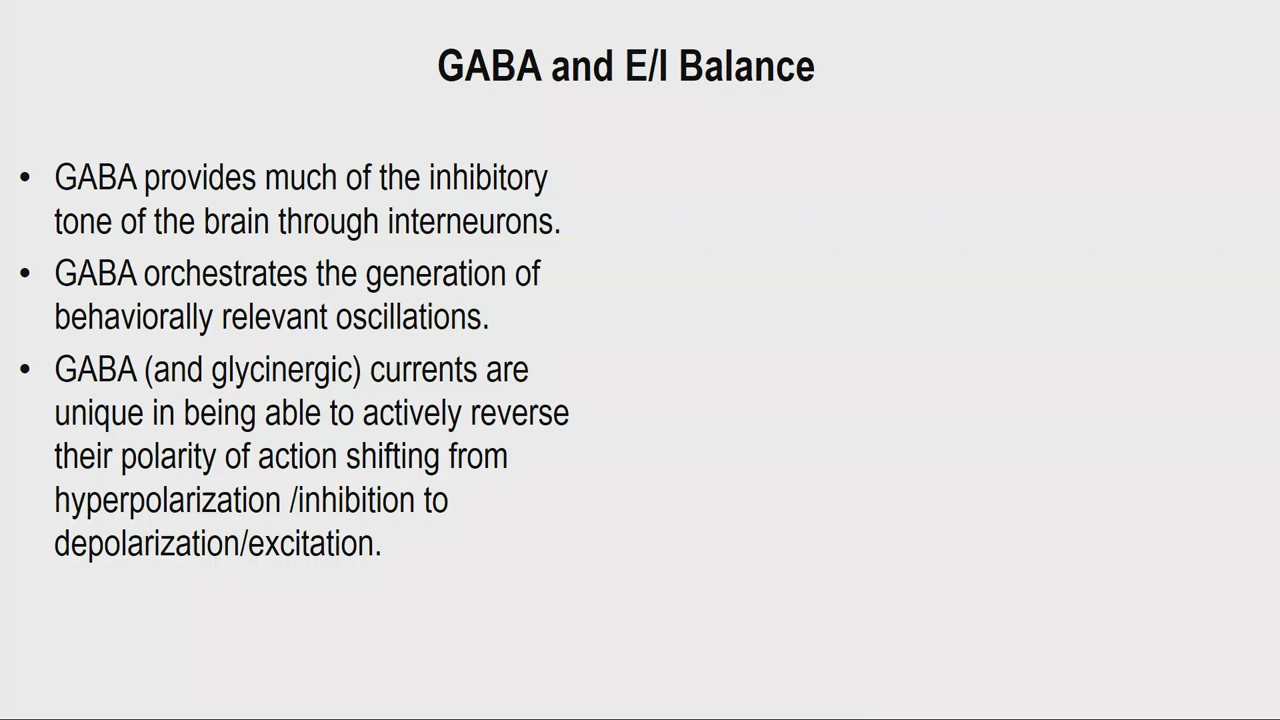 GABA and E/I Balance
• GABA provides much of the inhibitory
tone of the brain through interneurons.
• GABA orchestrates the generation of
behaviorally relevant oscillations.
• GABA (and glycinergic) currents are
unique in being able to actively reverse
their polarity of action shifting from
hyperpolarization /inhibition to
depolarization/excitation.